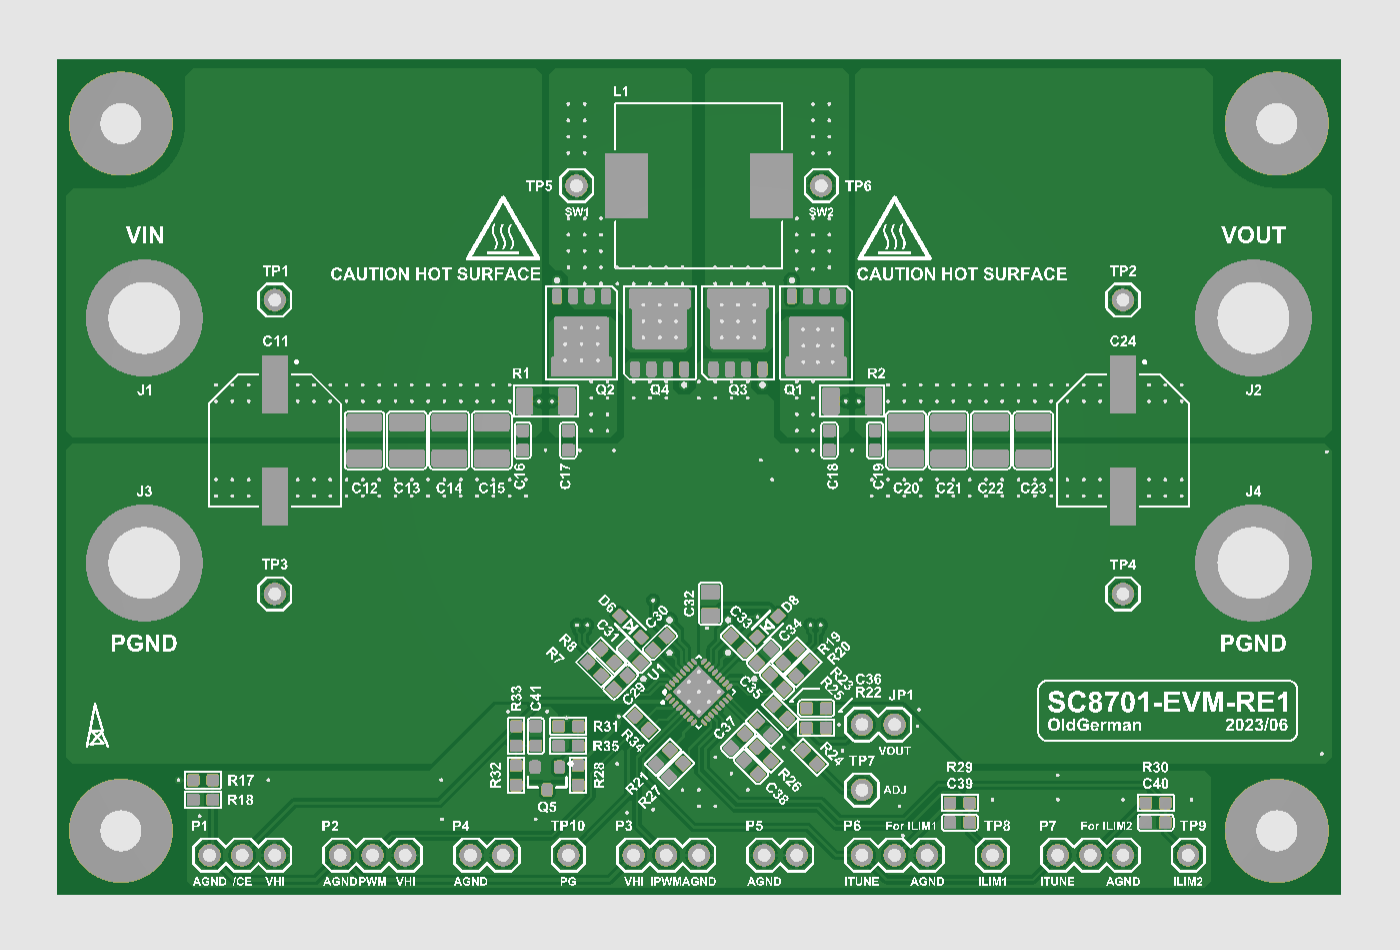 L1
TP5
TP6
SW1
SW2
VIN
VOUT
CAUTION HOT SURFACE
CAUTION HOT SURFACE
TP1
TP2
C11
C24
J1
J2
R1
Q2
Q4
Q3
Q1
R2
C12
C13
C14
C15
C16
C17
C18
C19
C20
C21
C22
C23
J3
J4
TP3
TP4
PGND
PGND
D6
C31
C30
C32
C33
D8
C34
R8
R7
C29
U1
C35
R19
R20
R23
R25
C36
R22
JP1
VOUT
SC8701-EVM-RE1
OldGerman 2023/06
R33
C41
R31
R35
R34
R32
R28
Q5
R21
R27
C37
R26
C38
R24
TP7
ADJ
R17
R18
R29
C39
R30
C40
P1
P2
P4
TP10
P3
P5
P6
For ILIM1
TP8
P7
For ILIM2
TP9
AGND /CE VHI
AGND PWM VHI
AGND
PG
VHI IPWM AGND
AGND
ITUNE AGND
ILIM1
ITUNE AGND
ILIM2